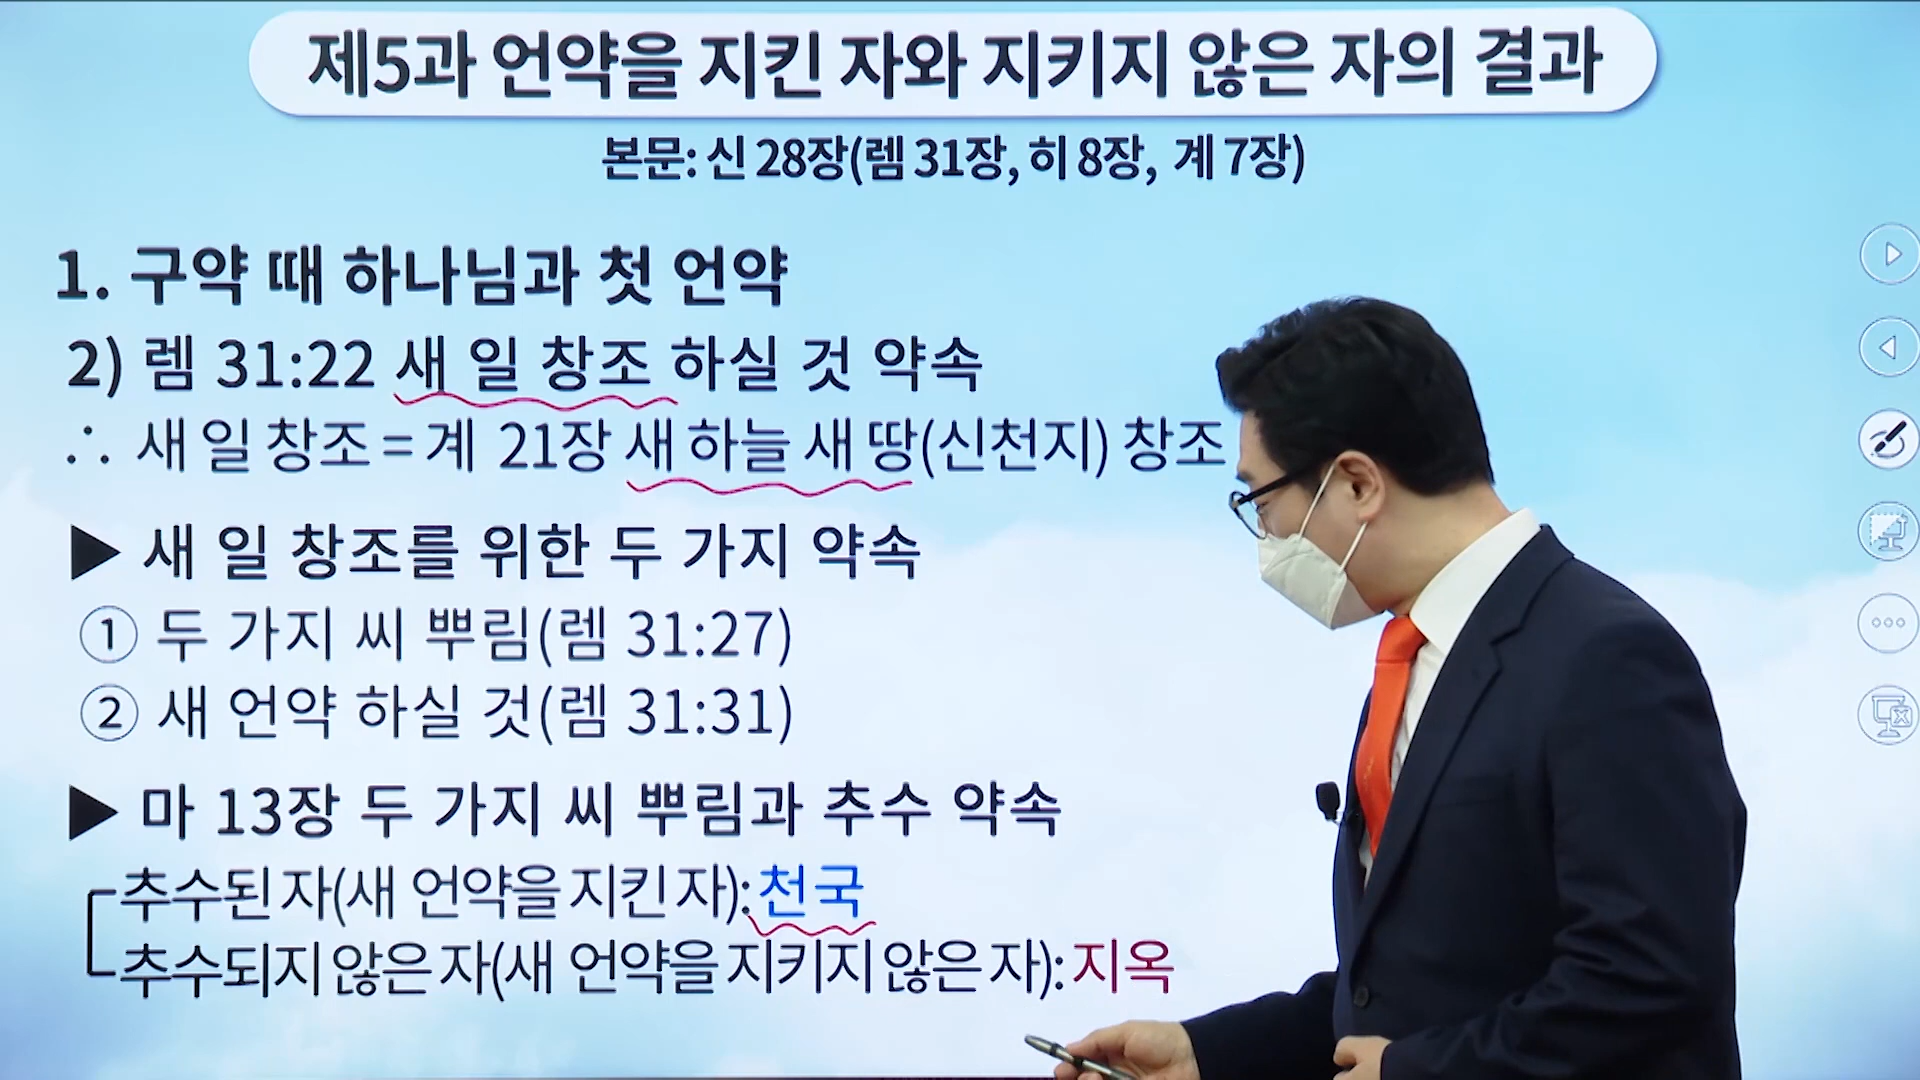 제5과 언약을 지킨 자와 지키지 않은 자의 결과
본문: 신 28장(렘 31장, 히 8장, 계 7장)
1. 구약 때 하나님과 첫 언약
2) 렘 31:22 새 일 창조 하실 것 약속
∴ 새 일 창조 = 계 21장 새 하늘 새 땅(신천지) 창조
▶ 새 일 창조를 위한 두 가지 약속
① 두 가지 씨 뿌림(렘 31:27)
② 새 언약 하실 것(렘 31:31)
▶ 마 13장 두 가지 씨 뿌림과 추수 약속
추수된 자(새 언약을 지킨 자): 천국
추수되지 않은 자(새 언약을 지키지 않은 자): 지옥